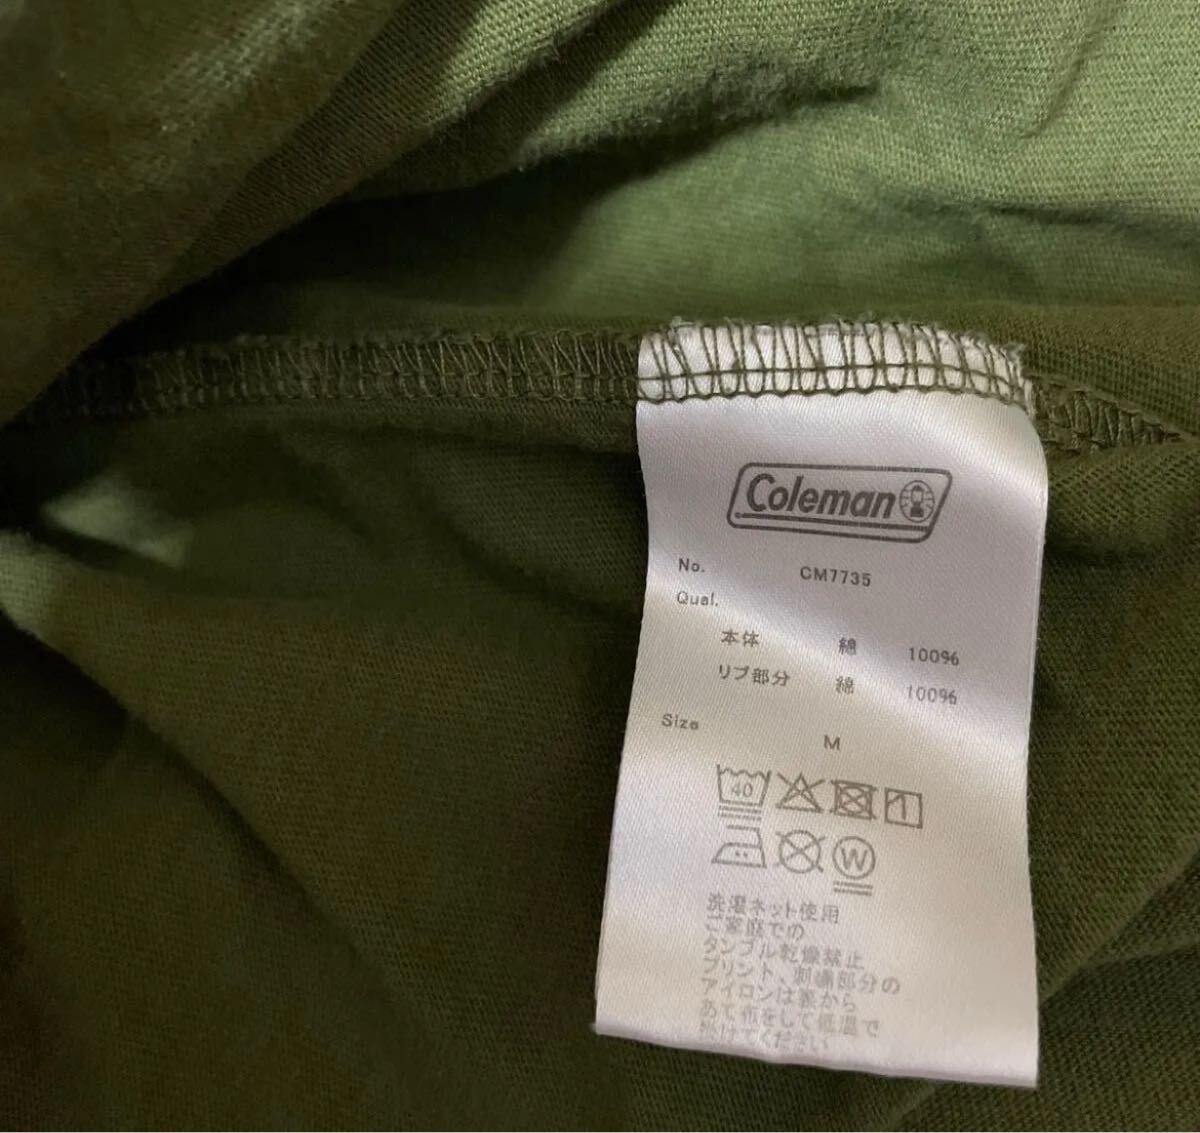 Coleman
No. CM7735
Qual.
本体 綿 100%
リブ部分 綿 100%
Size
M
40
W
洗濯ネット使用
ご家庭での
タンブル乾燥禁止
プリント、刺繍部分の
アイロンは裏から
あて布をして低温で
掛けてください